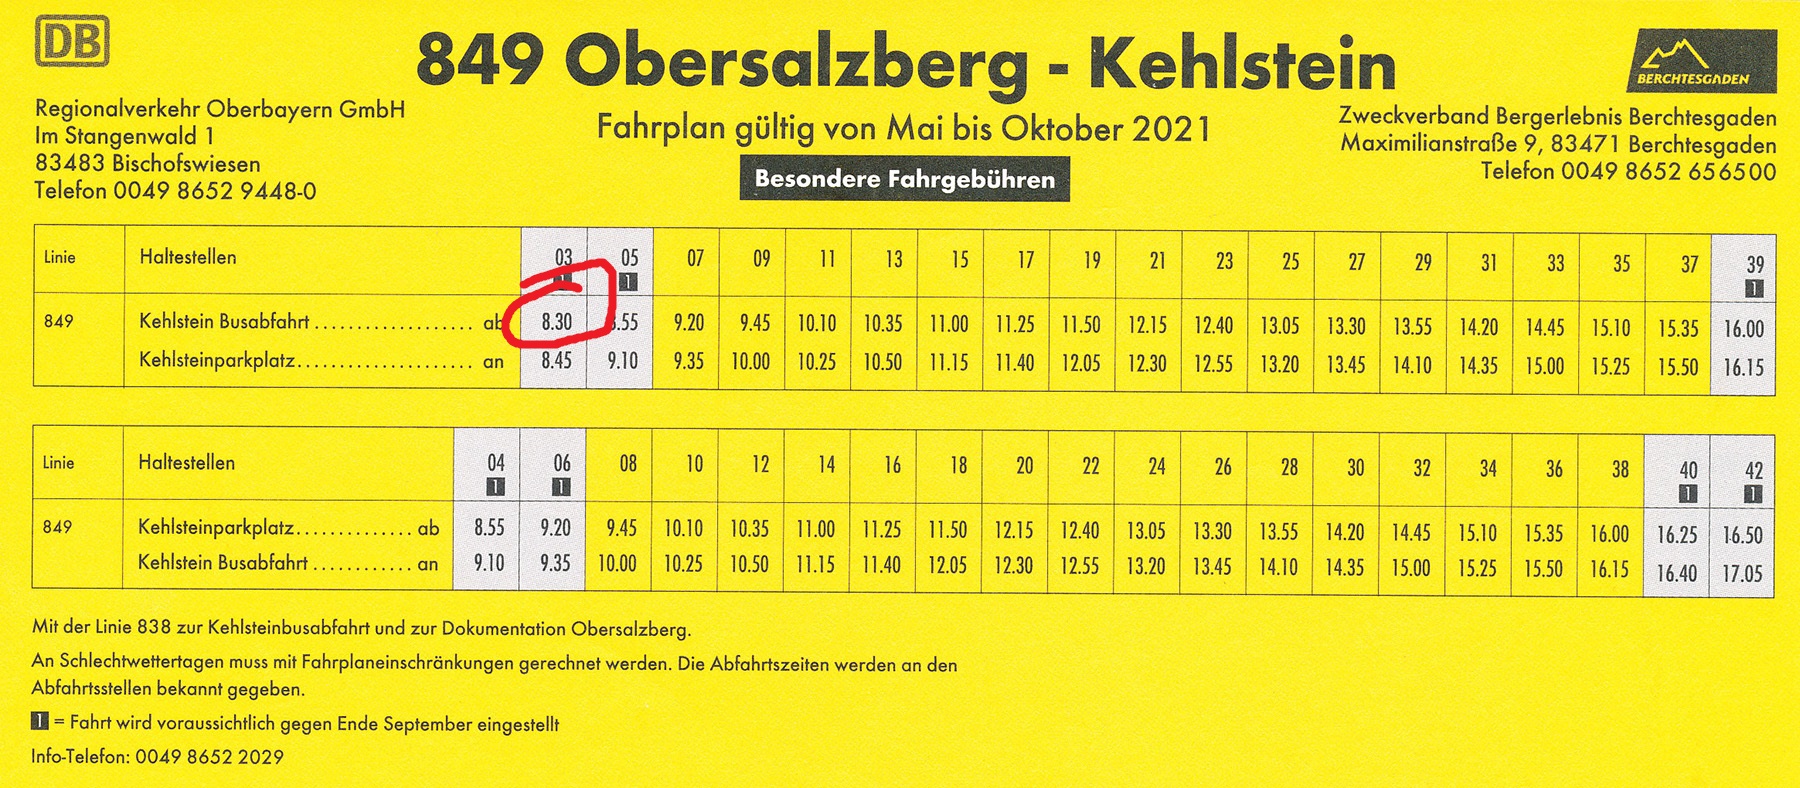 DB
849 Obersalzberg - Kehlstein
BERCHTESGADEN
Regionalverkehr Oberbayern GmbH
Im Stangenwald 1
83483 Bischofswiesen
Telefon 0049 8652 9448-0
Fahrplan gültig von Mai bis Oktober 2021
Besondere Fahrgebühren
Zweckverband Bergerlebnis Berchtesgaden
Maximilianstraße 9, 83471 Berchtesgaden
Telefon 0049 8652 656500
Linie Haltestellen 03 05 07 09 11 13 15 17 19 21 23 25 27 29 31 33 35 37 39
1 1
849 Kehlstein Busabfahrt ab 8.30 .55 9.20 9.45 10.10 10.35 11.00 11.25 11.50 12.15 12.40 13.05 13.30 13.55 14.20 14.45 15.10 15.35 16.00
Kehlsteinparkplatz an 8.45 9.10 9.35 10.00 10.25 10.50 11.15 11.40 12.05 12.30 12.55 13.20 13.45 14.10 14.35 15.00 15.25 15.50 16.15
Linie Haltestellen 04 06 08 10 12 14 16 18 20 22 24 26 28 30 32 34 36 38 40 42
1 1 1 1
849 Kehlsteinparkplatz ab 8.55 9.20 9.45 10.10 10.35 11.00 11.25 11.50 12.15 12.40 13.05 13.30 13.55 14.20 14.45 15.10 15.35 16.00 16.25 16.50
Kehlstein Busabfahrt an 9.10 9.35 10.00 10.25 10.50 11.15 11.40 12.05 12.30 12.55 13.20 13.45 14.10 14.35 15.00 15.25 15.50 16.15 16.40 17.05
Mit der Linie 838 zur Kehlsteinbusabfahrt und zur Dokumentation Obersalzberg.
An Schlechtwettertagen muss mit Fahrplaneinschränkungen gerechnet werden. Die Abfahrtszeiten werden an den
Abfahrtsstellen bekannt gegeben.
1 = Fahrt wird voraussichtlich gegen Ende September eingestellt
Info-Telefon: 0049 8652 2029